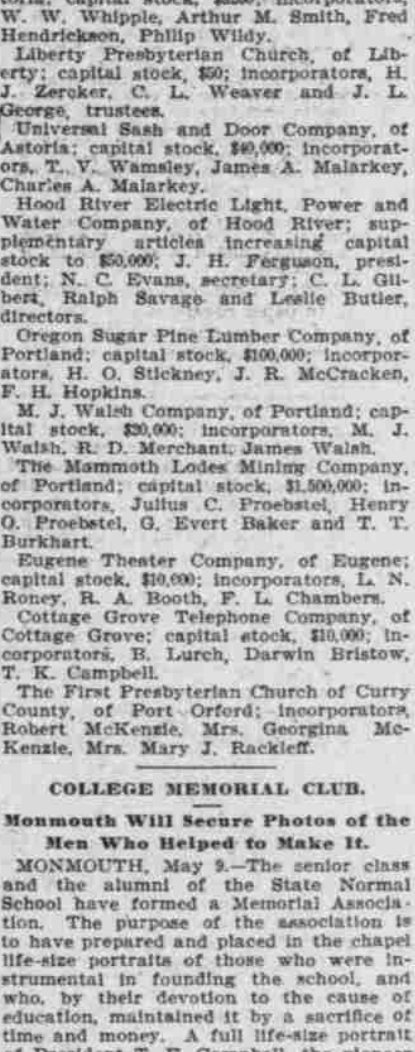 W. W. Whipple, Arthur M. Smith, Fred
Hendrickson, Philip Wildy.
Liberty Presbyterian Church, of Lib-
erty; capital stock, $50; incorporators, H.
J. Zercker, C. L. Weaver and J. L.
George, trustees.
Universal Sash and Door Company, of
Astoria; capital stock, $40,000; incorporat-
ors, T. V. Wamsley, James A. Malarkey,
Charles A. Malarkey.
Hood River Electric Light, Power and
Water Company, of Hood River; sup-
plementary articles increasing capital
stock to $50,000; J. H. Ferguson, presi-
dent; N. C. Evans, secretary; C. L. Gil-
bert, Ralph Savage and Leslie Butler,
directors.
Oregon Sugar Pine Lumber Company, of
Portland; capital stock, $100,000; incorpor-
ators, H. O. Stickney, J. R. McCracken,
F. H. Hopkins.
M. J. Walsh Company, of Portland; cap-
ital stock, $20,000; incorporators, M. J.
Walsh, R. D. Merchant, James Walsh.
The Mammoth Lodes Mining Company,
of Portland; capital stock, $1,500,000; in-
corporators, Julius C. Proebstel, Henry
O. Proebstel, G. Evert Baker and T. T.
Burkhart.
Eugene Theater Company, of Eugene;
capital stock, $10,000; incorporators, L. N.
Roney, R. A. Booth, F. L. Chambers.
Cottage Grove Telephone Company, of
Cottage Grove; capital stock, $10,000; in-
corporators, B. Lurch, Darwin Bristow,
T. K. Campbell.
The First Presbyterian Church of Curry
County, of Port Orford; incorporators,
Robert McKenzie, Mrs. Georgina Mc-
Kenzie, Mrs. Mary J. Rackleff.
COLLEGE MEMORIAL CLUB.
Monmouth Will Secure Photos of the
Men Who Helped to Make It.
MONMOUTH, May 9.—The senior class
and the alumni of the State Normal
School have formed a Memorial Associa-
tion. The purpose of the association is
to have prepared and placed in the chapel
life-size portraits of those who were in-
strumental in founding the school, and
who, by their devotion to the cause of
education, maintained it by a sacrifice of
time and money. A full life-size portrait